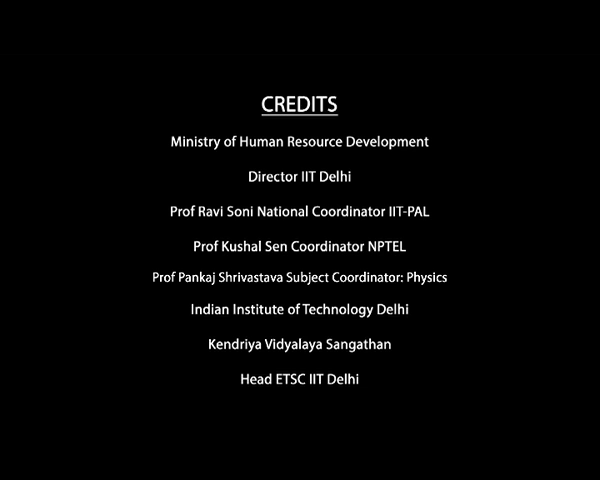 CREDITS
Ministry of Human Resource Development
Director IIT Delhi
Prof Ravi Soni National Coordinator IIT-PAL
Prof Kushal Sen Coordinator NPTEL
Prof Pankaj Shrivastava Subject Coordinator: Physics
Indian Institute of Technology Delhi
Kendriya Vidyalaya Sangathan
Head ETSC IIT Delhi